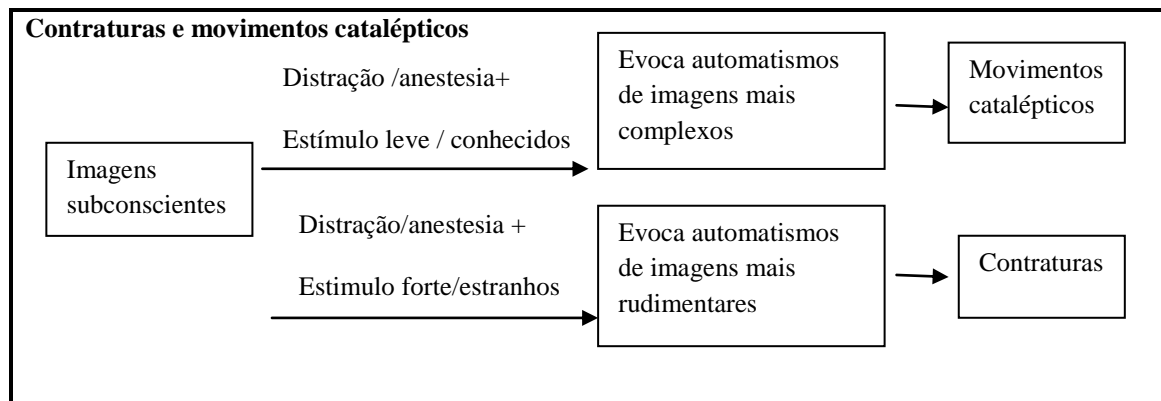 Contraturas e movimentos catalépticos
Imagens
subconscientes
Distração /anestesia+
Estímulo leve / conhecidos
Evoca automatismos
de imagens mais
complexos
Movimentos
catalépticos
Distração/anestesia +
Estimulo forte/estranhos
Evoca automatismos
de imagens mais
rudimentares
Contraturas